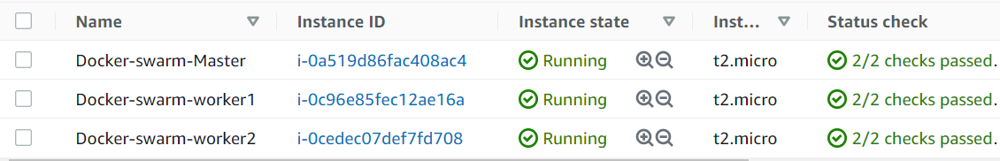 Name Instance ID Instance state Inst... Status check
Docker-swarm-Master i-0a519d86fac408ac4 Running t2.micro 2/2 checks passed.
Docker-swarm-worker1 i-0c96e85fec12ae16a Running t2.micro 2/2 checks passed.
Docker-swarm-worker2 i-0cedec07def7fd708 Running t2.micro 2/2 checks passed.